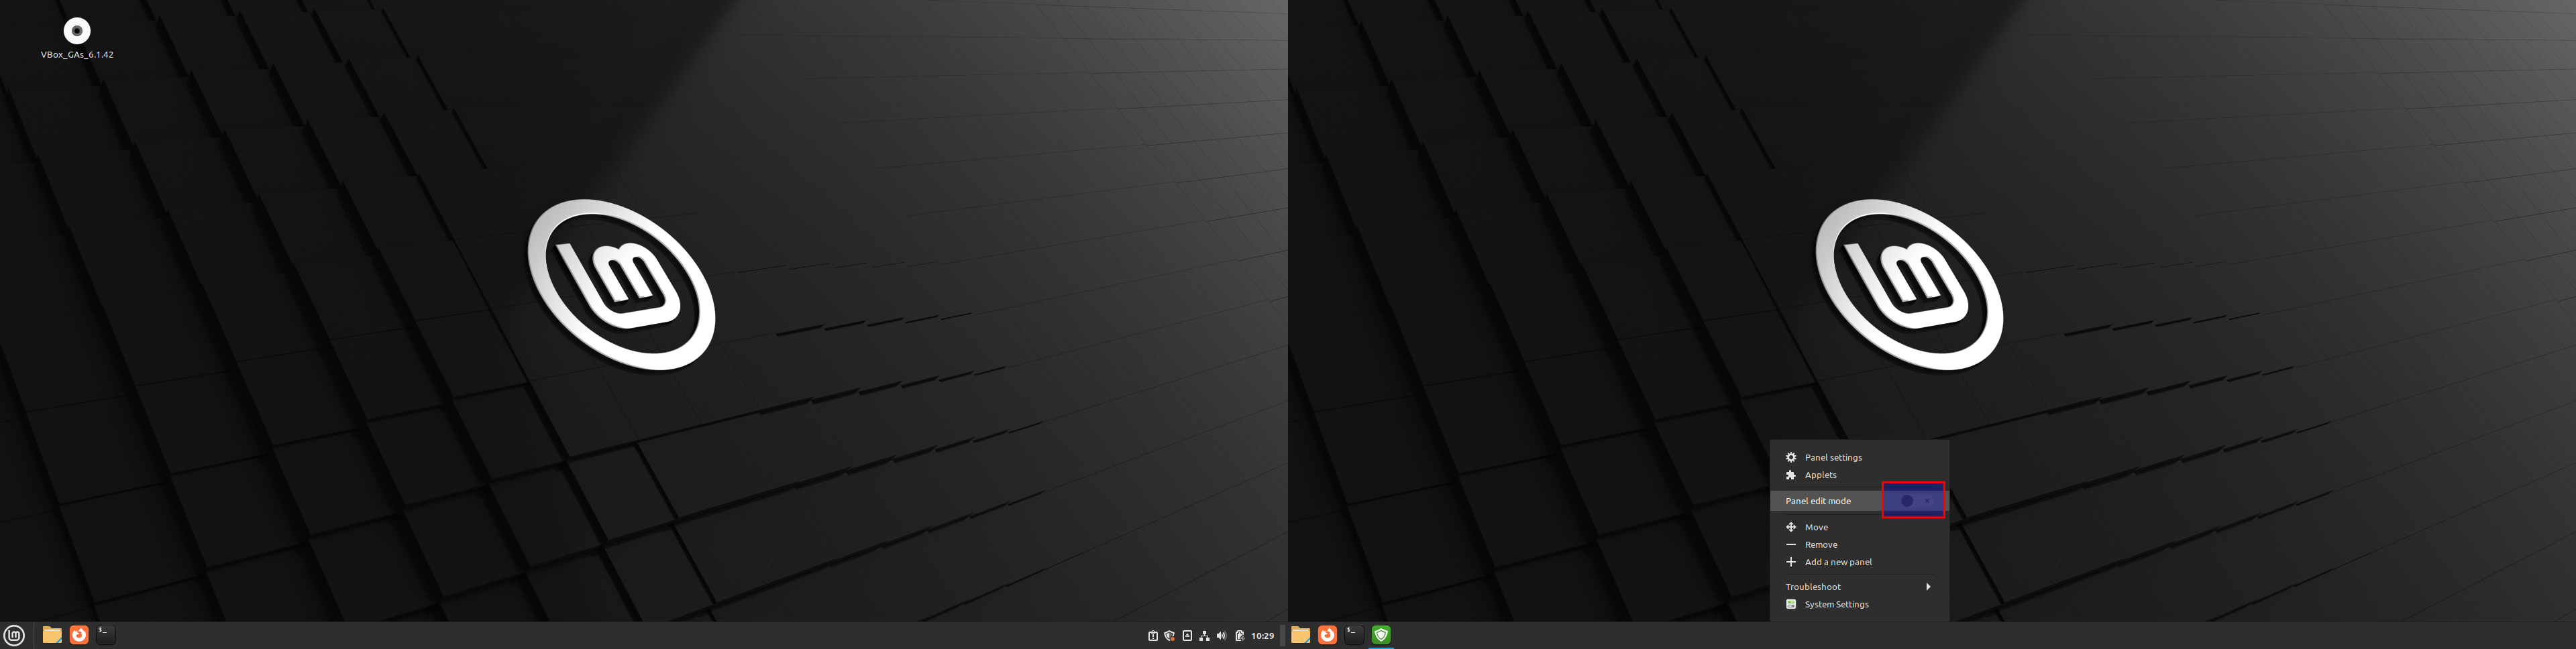 VBox_GAs_6.1.42
Panel settings
Applets
Panel edit mode
Move
Remove
Add a new panel
Troubleshoot
System Settings
10:29